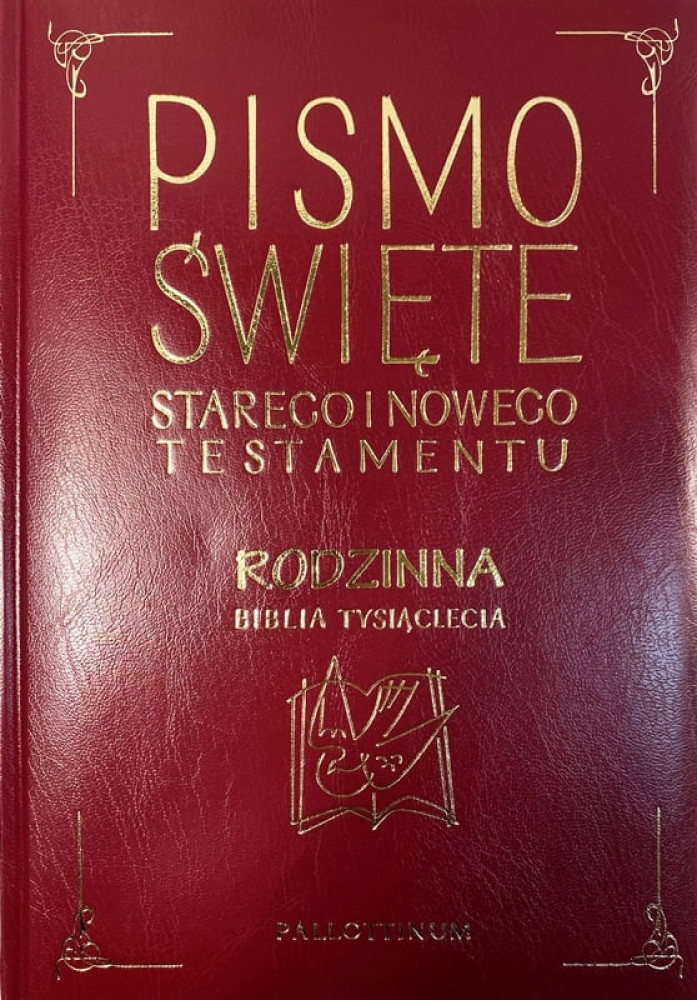 PISMO
ŚWIĘTE
STAREGO I NOWEGO
TESTAMENTU
RODZINNA
BIBLIA TYSIĄCLECIA
PALLOTTINUM